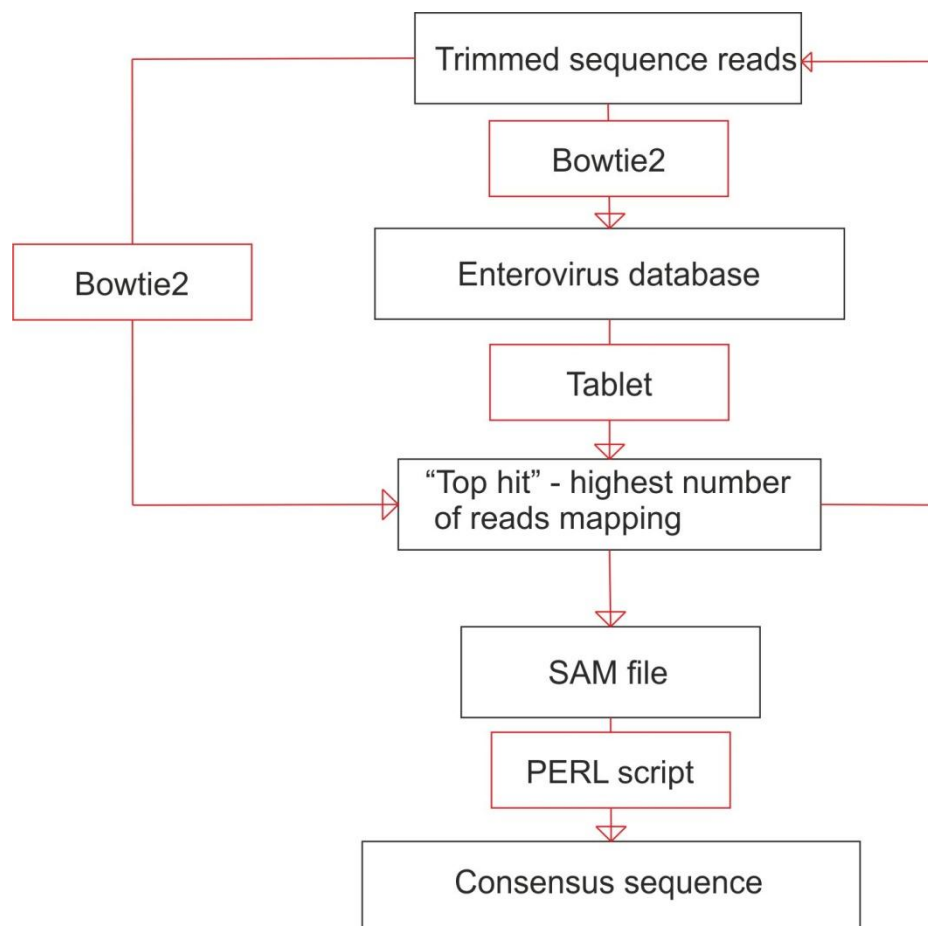 Trimmed sequence reads
Bowtie2
Enterovirus database
Bowtie2
Tablet
“Top hit” - highest number
of reads mapping
SAM file
PERL script
Consensus sequence